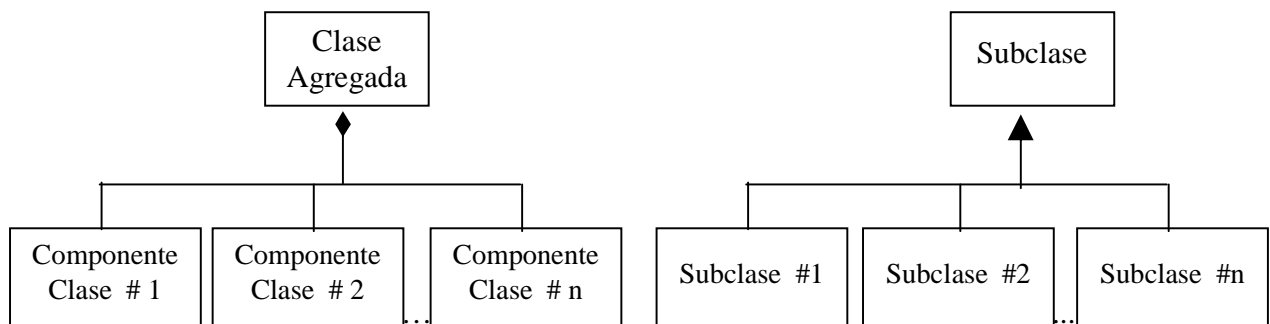 Clase
Agregada
Subclase
Componente
Clase # 1
Componente
Clase # 2
...
Componente
Clase # n
Subclase #1
Subclase #2
...
Subclase #n